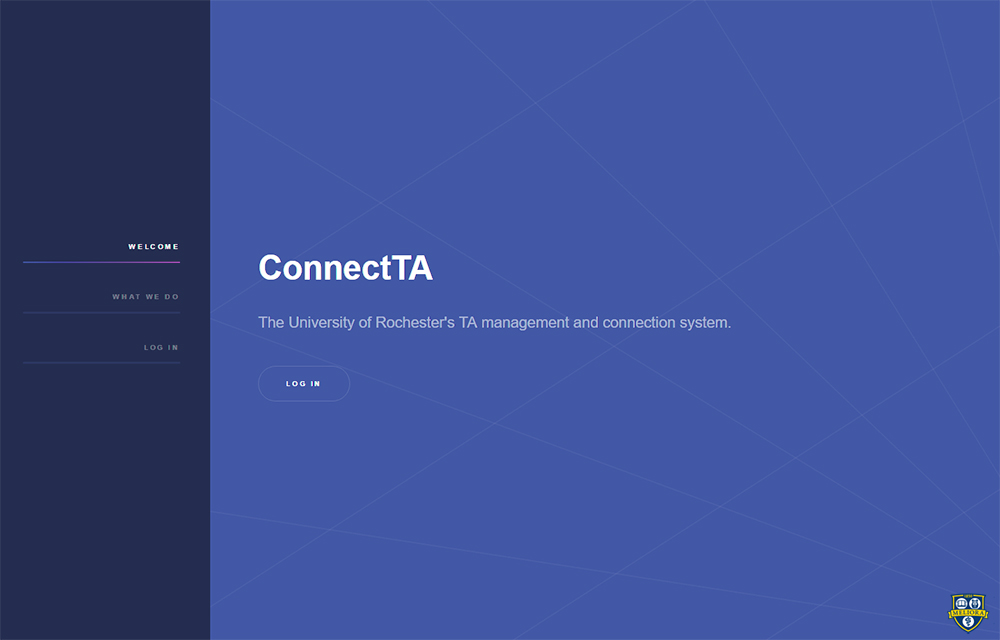 WELCOME
WHAT WE DO
LOG IN
ConnectTA
The University of Rochester's TA management and connection system.
LOG IN
MELIORA